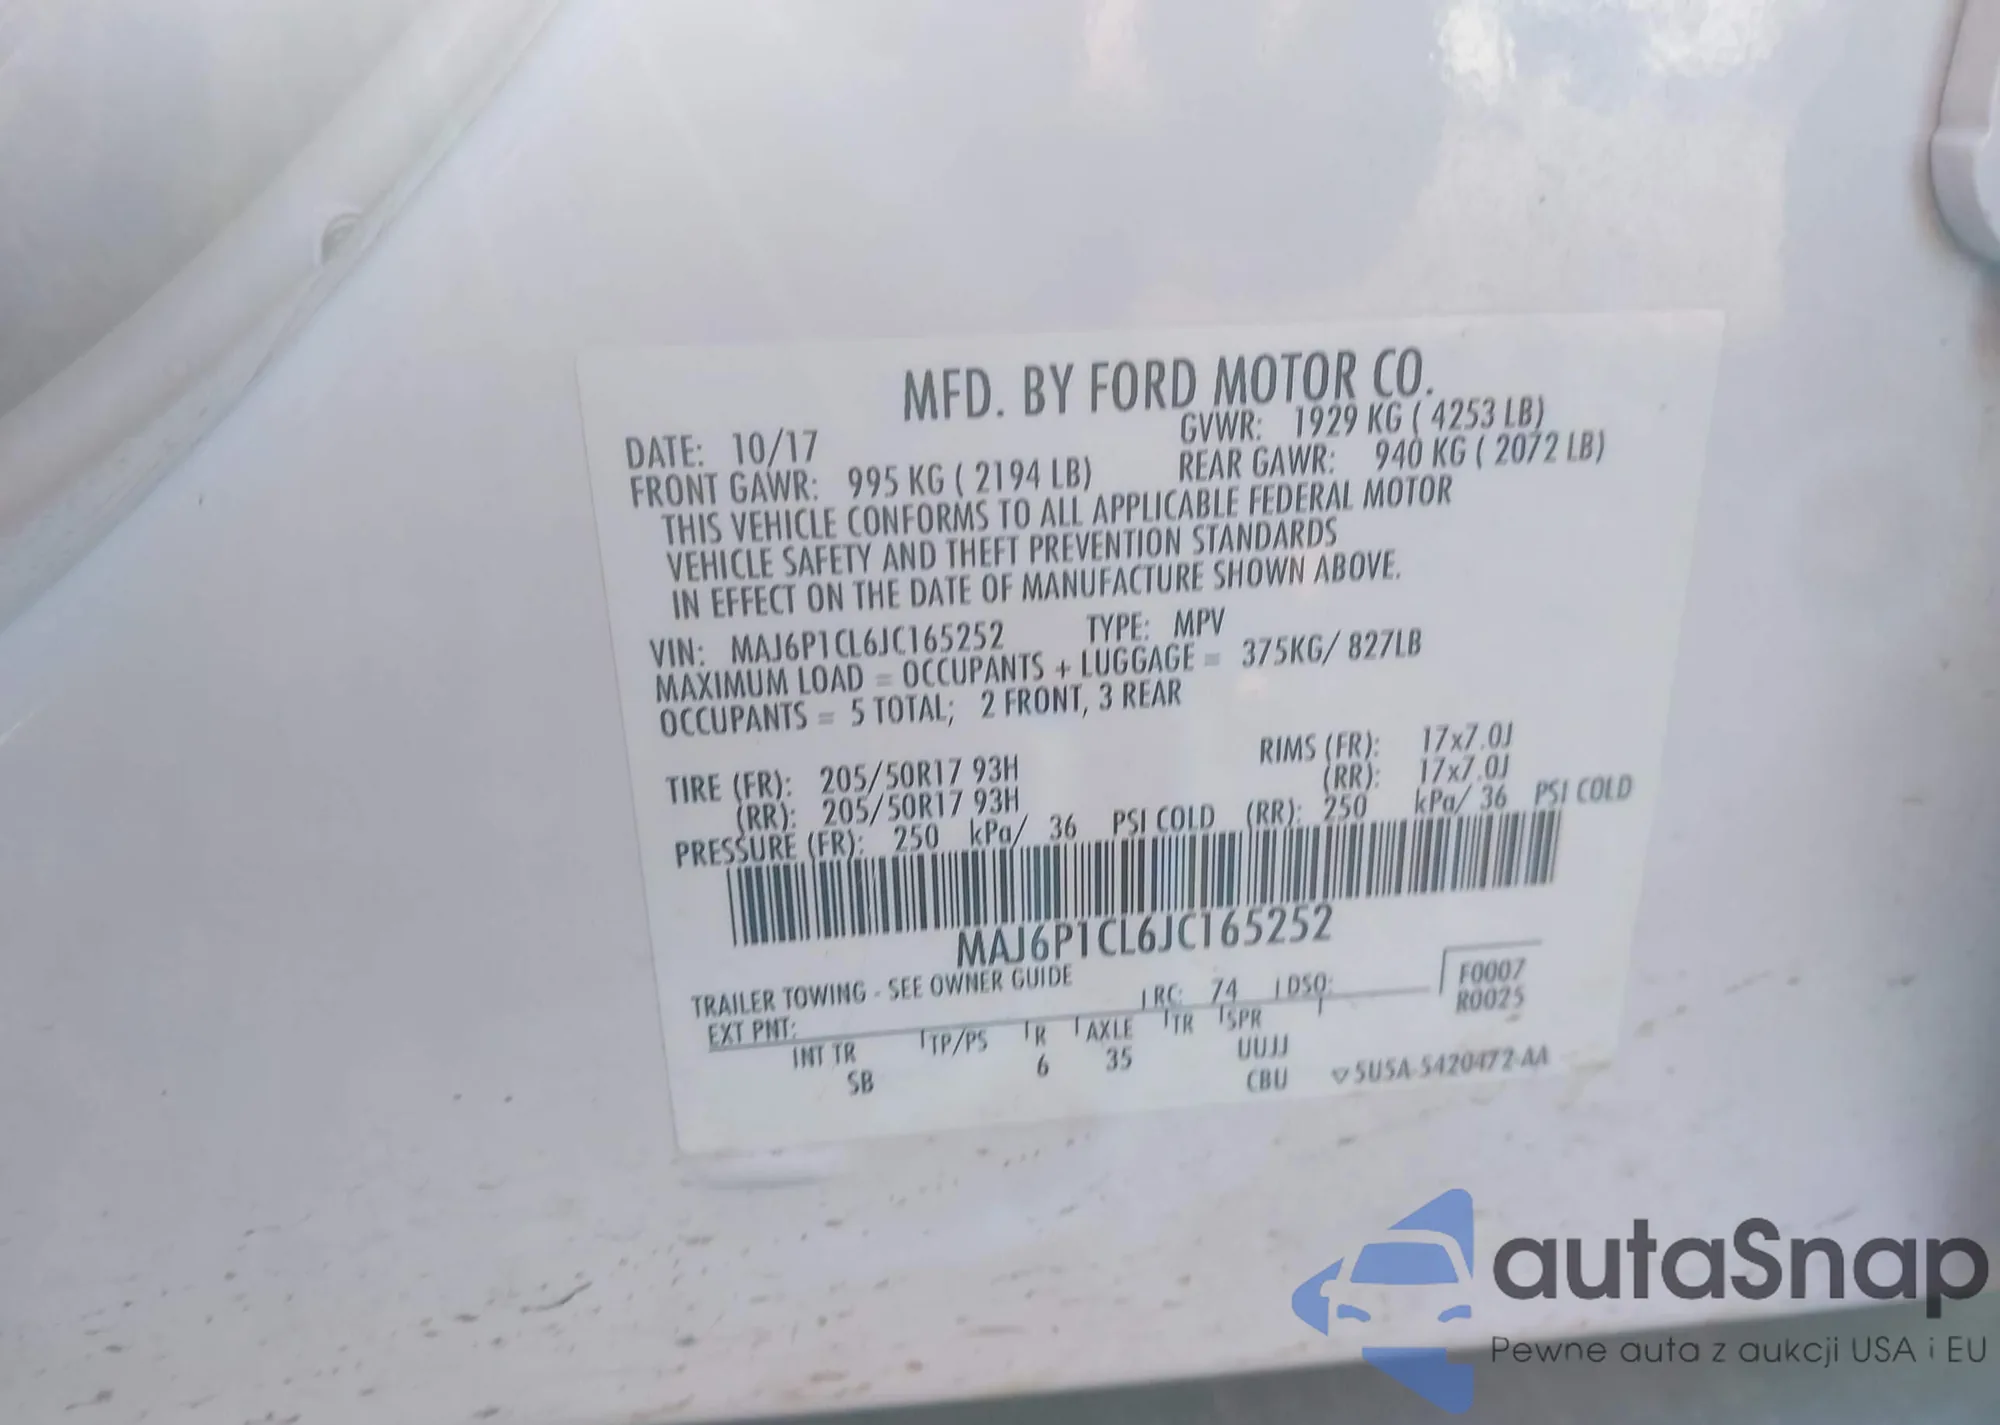 MFD. BY FORD MOTOR CO.
DATE: 10/17 GVWR: 1929 KG ( 4253 LB)
FRONT GAWR: 995 KG ( 2194 LB) REAR GAWR: 940 KG ( 2072 LB)
THIS VEHICLE CONFORMS TO ALL APPLICABLE FEDERAL MOTOR
VEHICLE SAFETY AND THEFT PREVENTION STANDARDS
IN EFFECT ON THE DATE OF MANUFACTURE SHOWN ABOVE.
VIN: MAJ6P1CL6JC165252 TYPE: MPV
MAXIMUM LOAD = OCCUPANTS + LUGGAGE = 375KG/ 827LB
OCCUPANTS = 5 TOTAL; 2 FRONT, 3 REAR
TIRE (FR): 205/50R17 93H RIMS (FR): 17x7.0J
(RR): 205/50R17 93H (RR): 17x7.0J
PRESSURE (FR): 250 kPa/ 36 PSI COLD (RR): 250 kPa/ 36 PSI COLD
MAJ6P1CL6JC165252
TRAILER TOWING - SEE OWNER GUIDE
EXT PNT: RC: 74 DSO: F0007
R0025
INT TR TP/PS R AXLE TR SPR
SB 6 35 UUJJ
CBU 5U5A-5420472-AA
autaSnap
Pewne auta z aukcji USA i EU